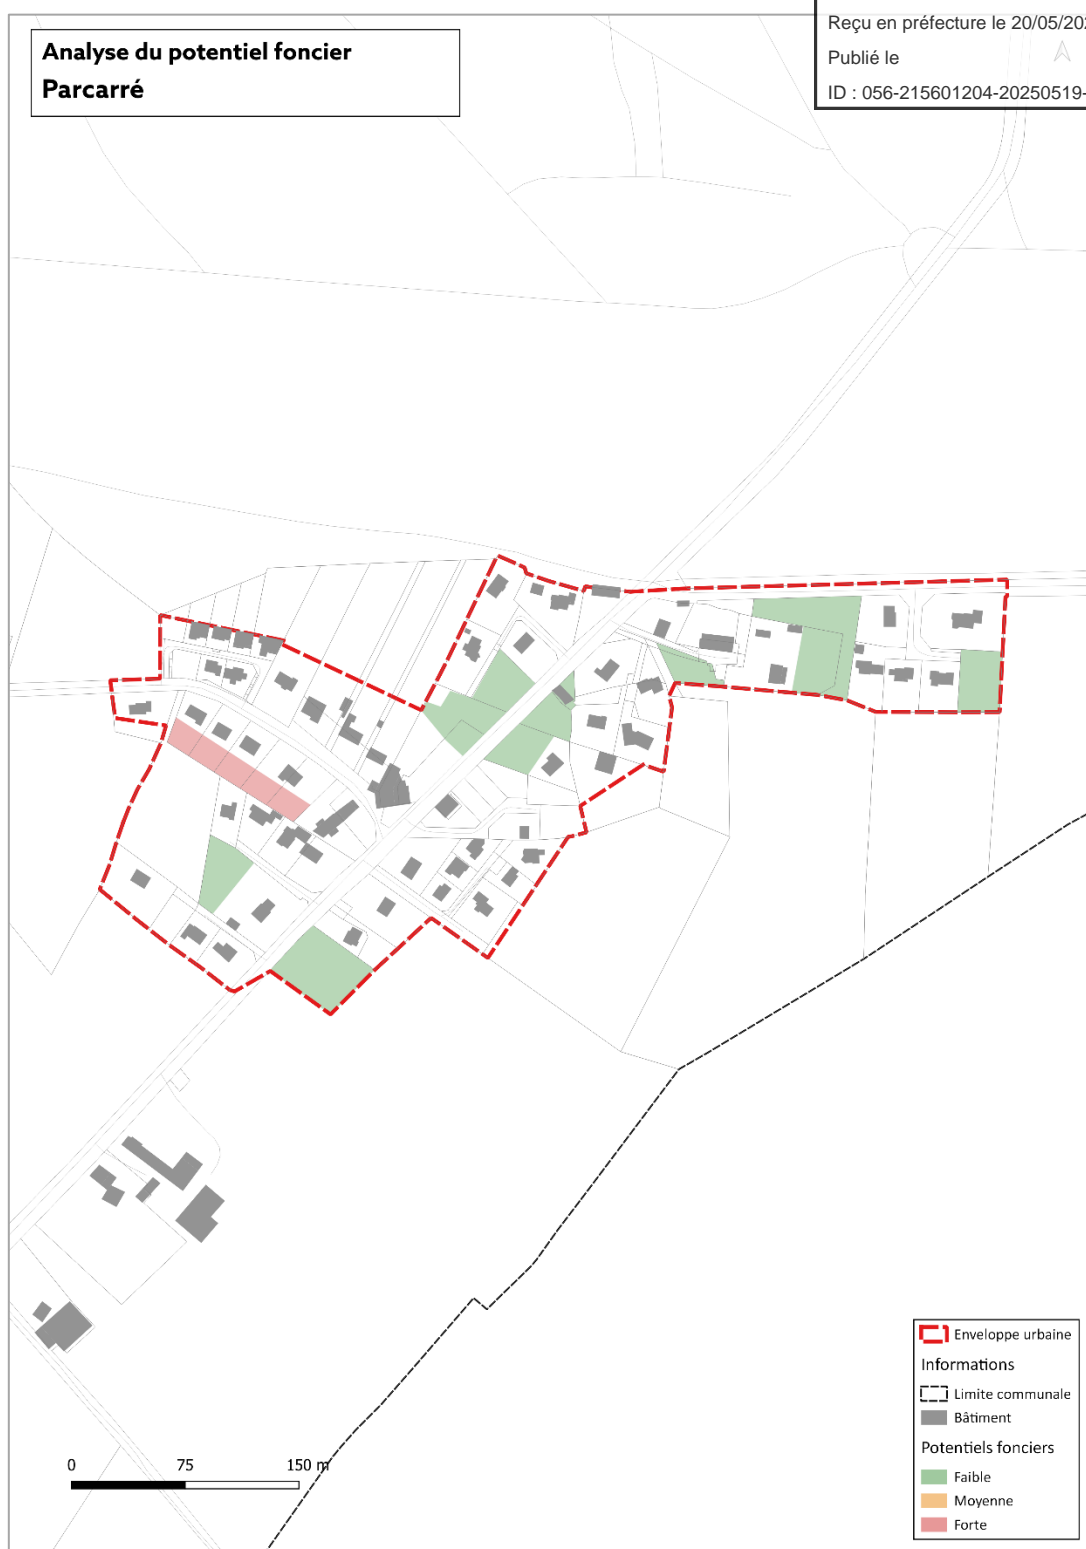 Analyse du potentiel foncier
Parcarré
Reçu en préfecture le 20/05/202
Publié le
ID : 056-215601204-20250519-
0 75 150 m
Enveloppe urbaine
Informations
Limite communale
Bâtiment
Potentiels fonciers
Faible
Moyenne
Forte